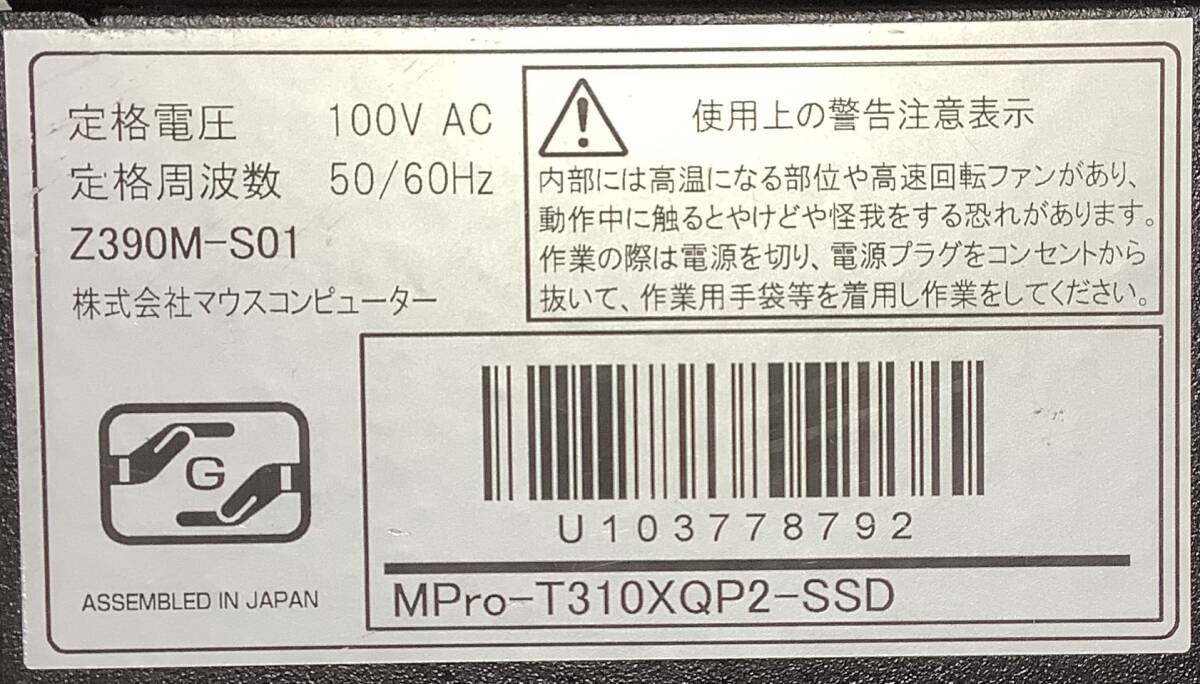 定格電圧 100V AC
定格周波数 50/60Hz
Z390M-S01
株式会社マウスコンピューター
使用上の警告注意表示
内部には高温になる部位や高速回転ファンがあり、
動作中に触るとやけどや怪我をする恐れがあります。
作業の際は電源を切り、電源プラグをコンセントから
抜いて、作業用手袋等を着用し作業をしてください。
G
ASSEMBLED IN JAPAN
U103778792
MPro-T310XQP2-SSD